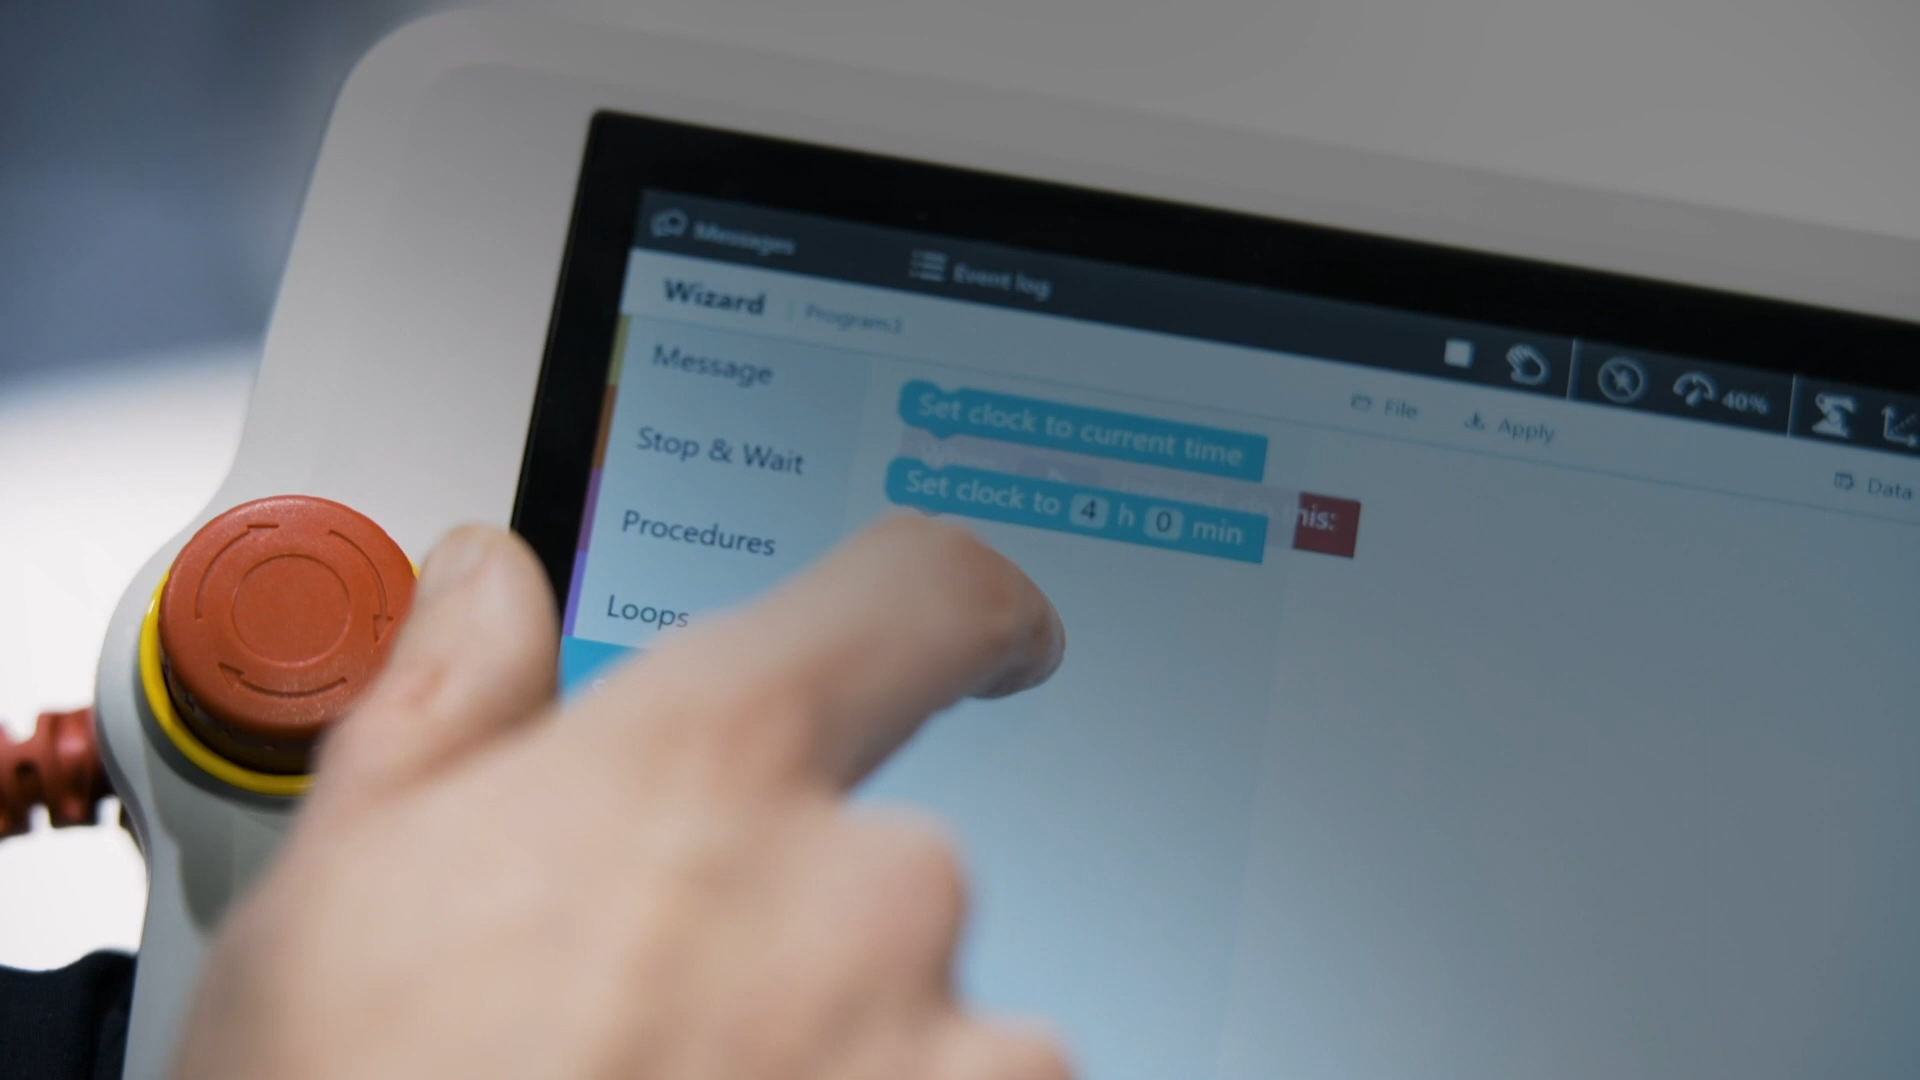 Messages
Event log
Wizard
Program3
40%
File
Apply
Data
Message
Stop & Wait
Procedures
Loops
Set clock to current time
Set clock to 4 h 0 min
this: